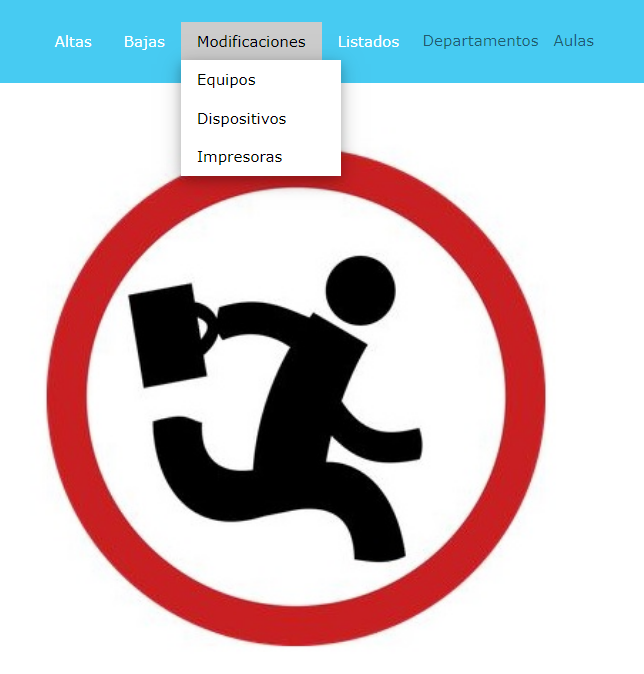 Altas Bajas Modificaciones Listados Departamentos Aulas
Equipos
Dispositivos
Impresoras